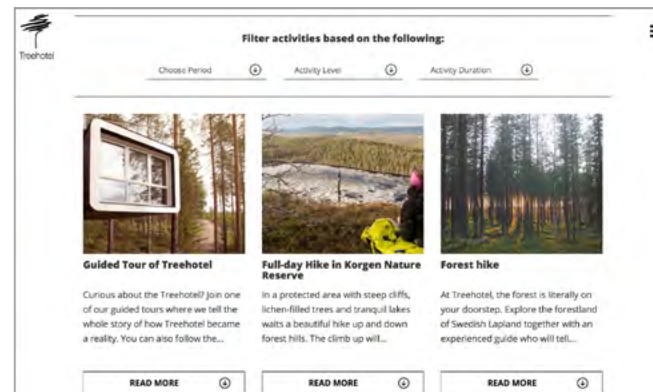 Treehotel
Filter activities based on the following:
Choose Period
Activity Level
Activity Duration
Guided Tour of Treehotel
Curious about the Treehotel? Join one
of our guided tours where we tell the
whole story of how Treehotel became
a reality. You can also follow the...
READ MORE
Full-day Hike in Korgen Nature
Reserve
In a protected area with steep cliffs,
lichen-filled trees and tranquil lakes
waits a beautiful hike up and down
forest hills. The climb up will...
READ MORE
Forest hike
At Treehotel, the forest is literally on
your doorstep. Explore the forestland
of Swedish Lapland together with an
experienced guide who will tell...
READ MORE